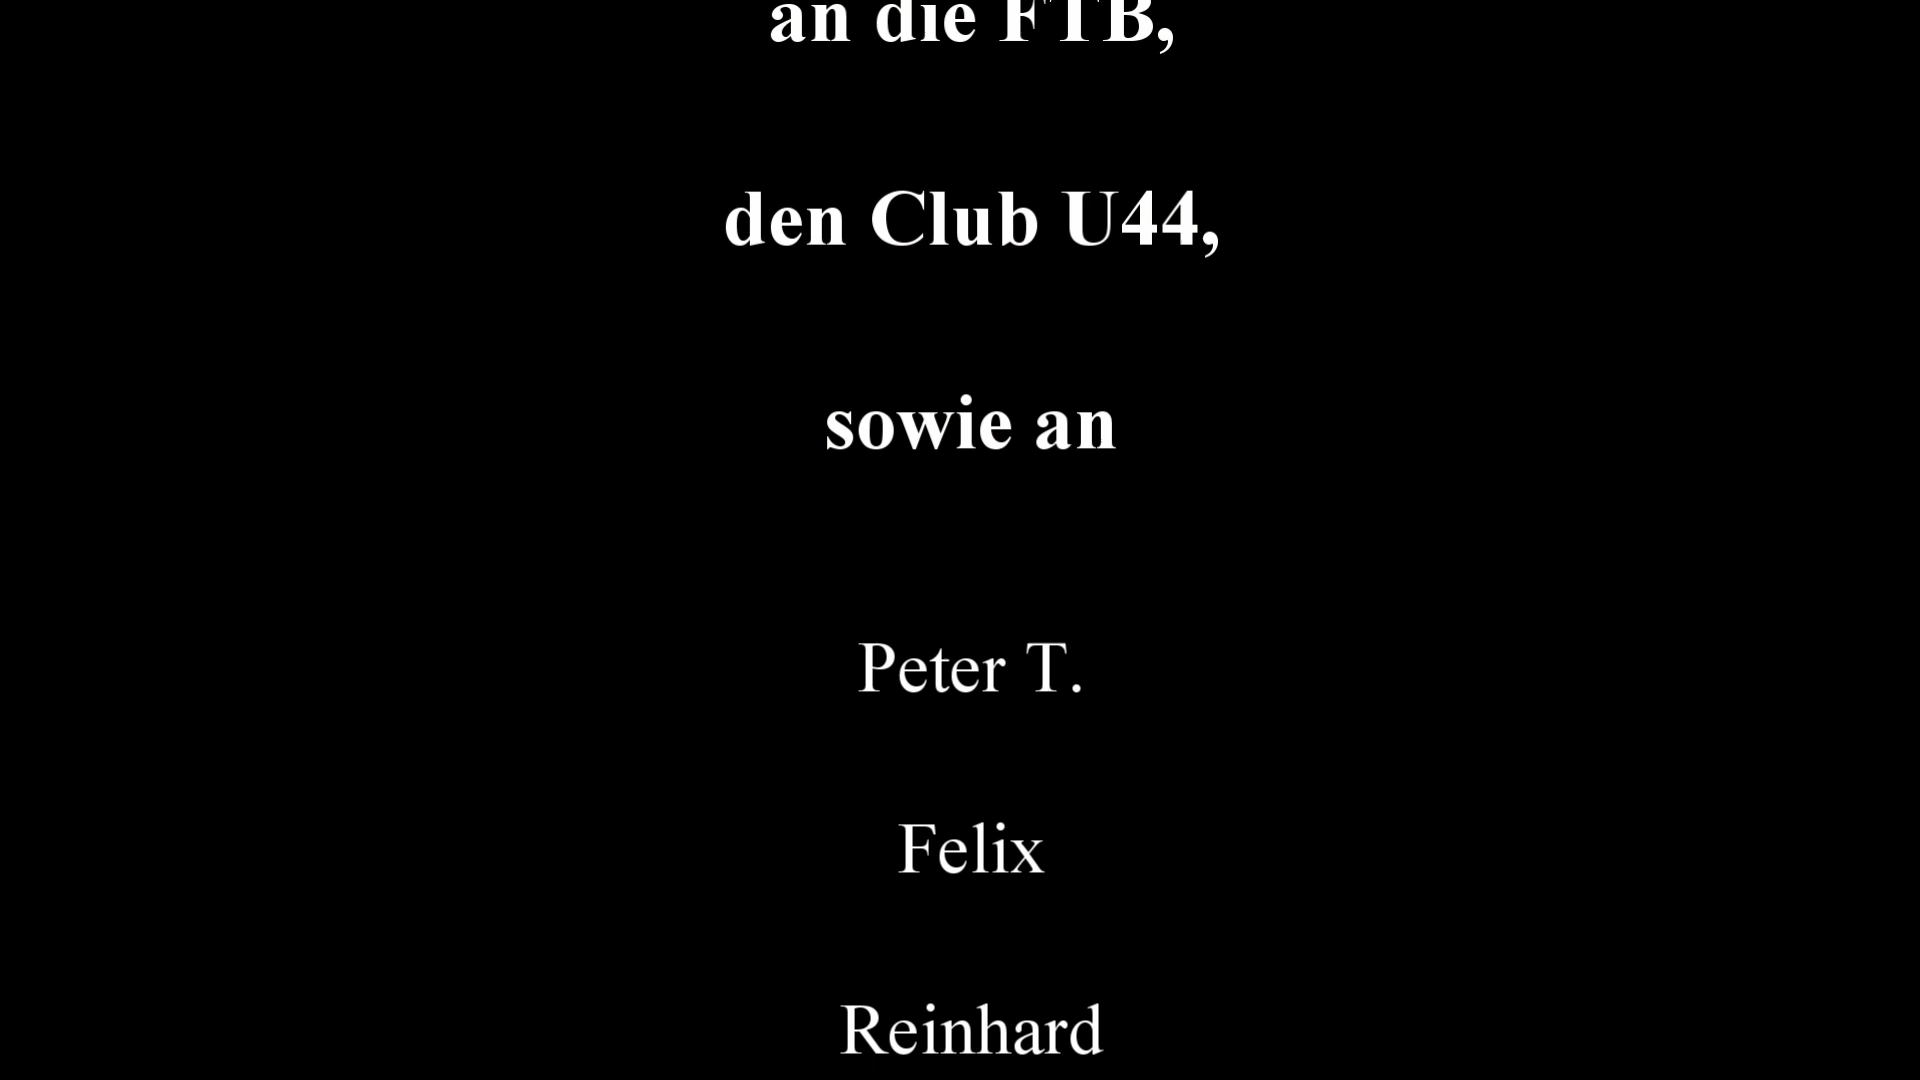 an die FTB,
den Club U44,
sowie an
Peter T.
Felix
Reinhard